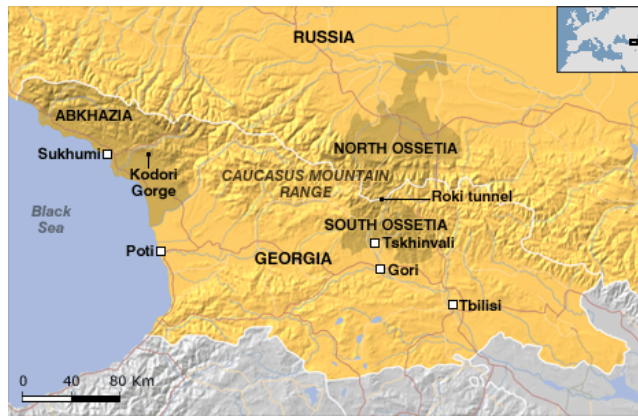 RUSSIA
ABKHAZIA
Sukhumi
NORTH OSSETIA
Kodori
Gorge
CAUCASUS MOUNTAIN
RANGE
Roki tunnel
Black
Sea
SOUTH OSSETIA
Tskhinvali
Poti
GEORGIA
Gori
Tbilisi
0 40 80 Km